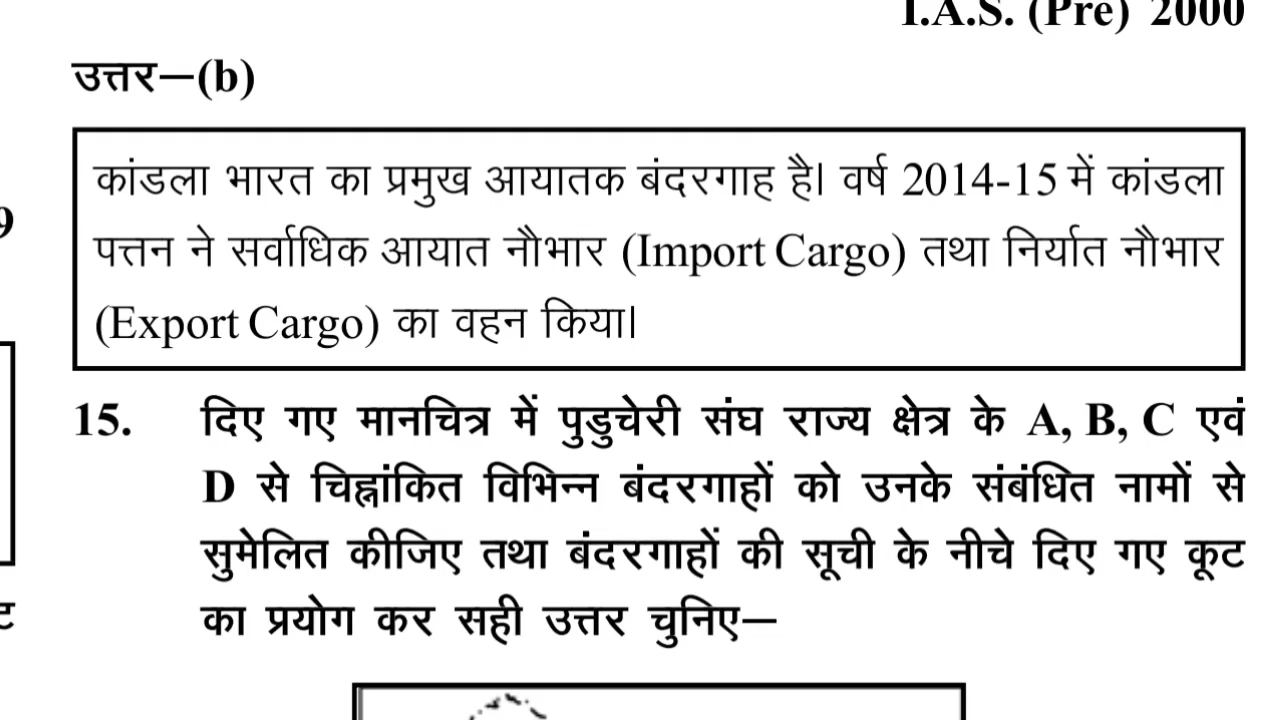 I.A.S. (Pre) 2000
उत्तर—(b)
कांडला भारत का प्रमुख आयातक बंदरगाह है। वर्ष 2014-15 में कांडला
पत्तन ने सर्वाधिक आयात नौभार (Import Cargo) तथा निर्यात नौभार
(Export Cargo) का वहन किया।
15. दिए गए मानचित्र में पुडुचेरी संघ राज्य क्षेत्र के A, B, C एवं
D से चिह्नांकित विभिन्न बंदरगाहों को उनके संबंधित नामों से
सुमेलित कीजिए तथा बंदरगाहों की सूची के नीचे दिए गए कूट
का प्रयोग कर सही उत्तर चुनिए—